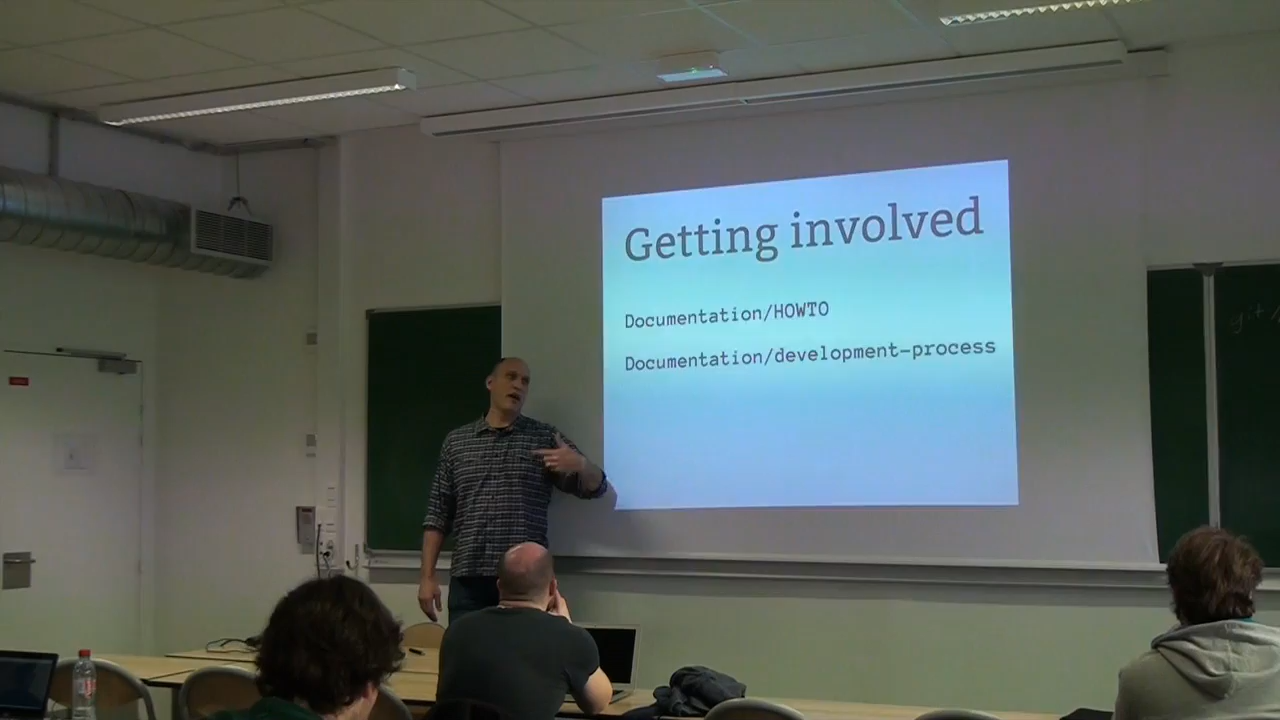 Getting involved
Documentation/HOWTO
Documentation/development-process